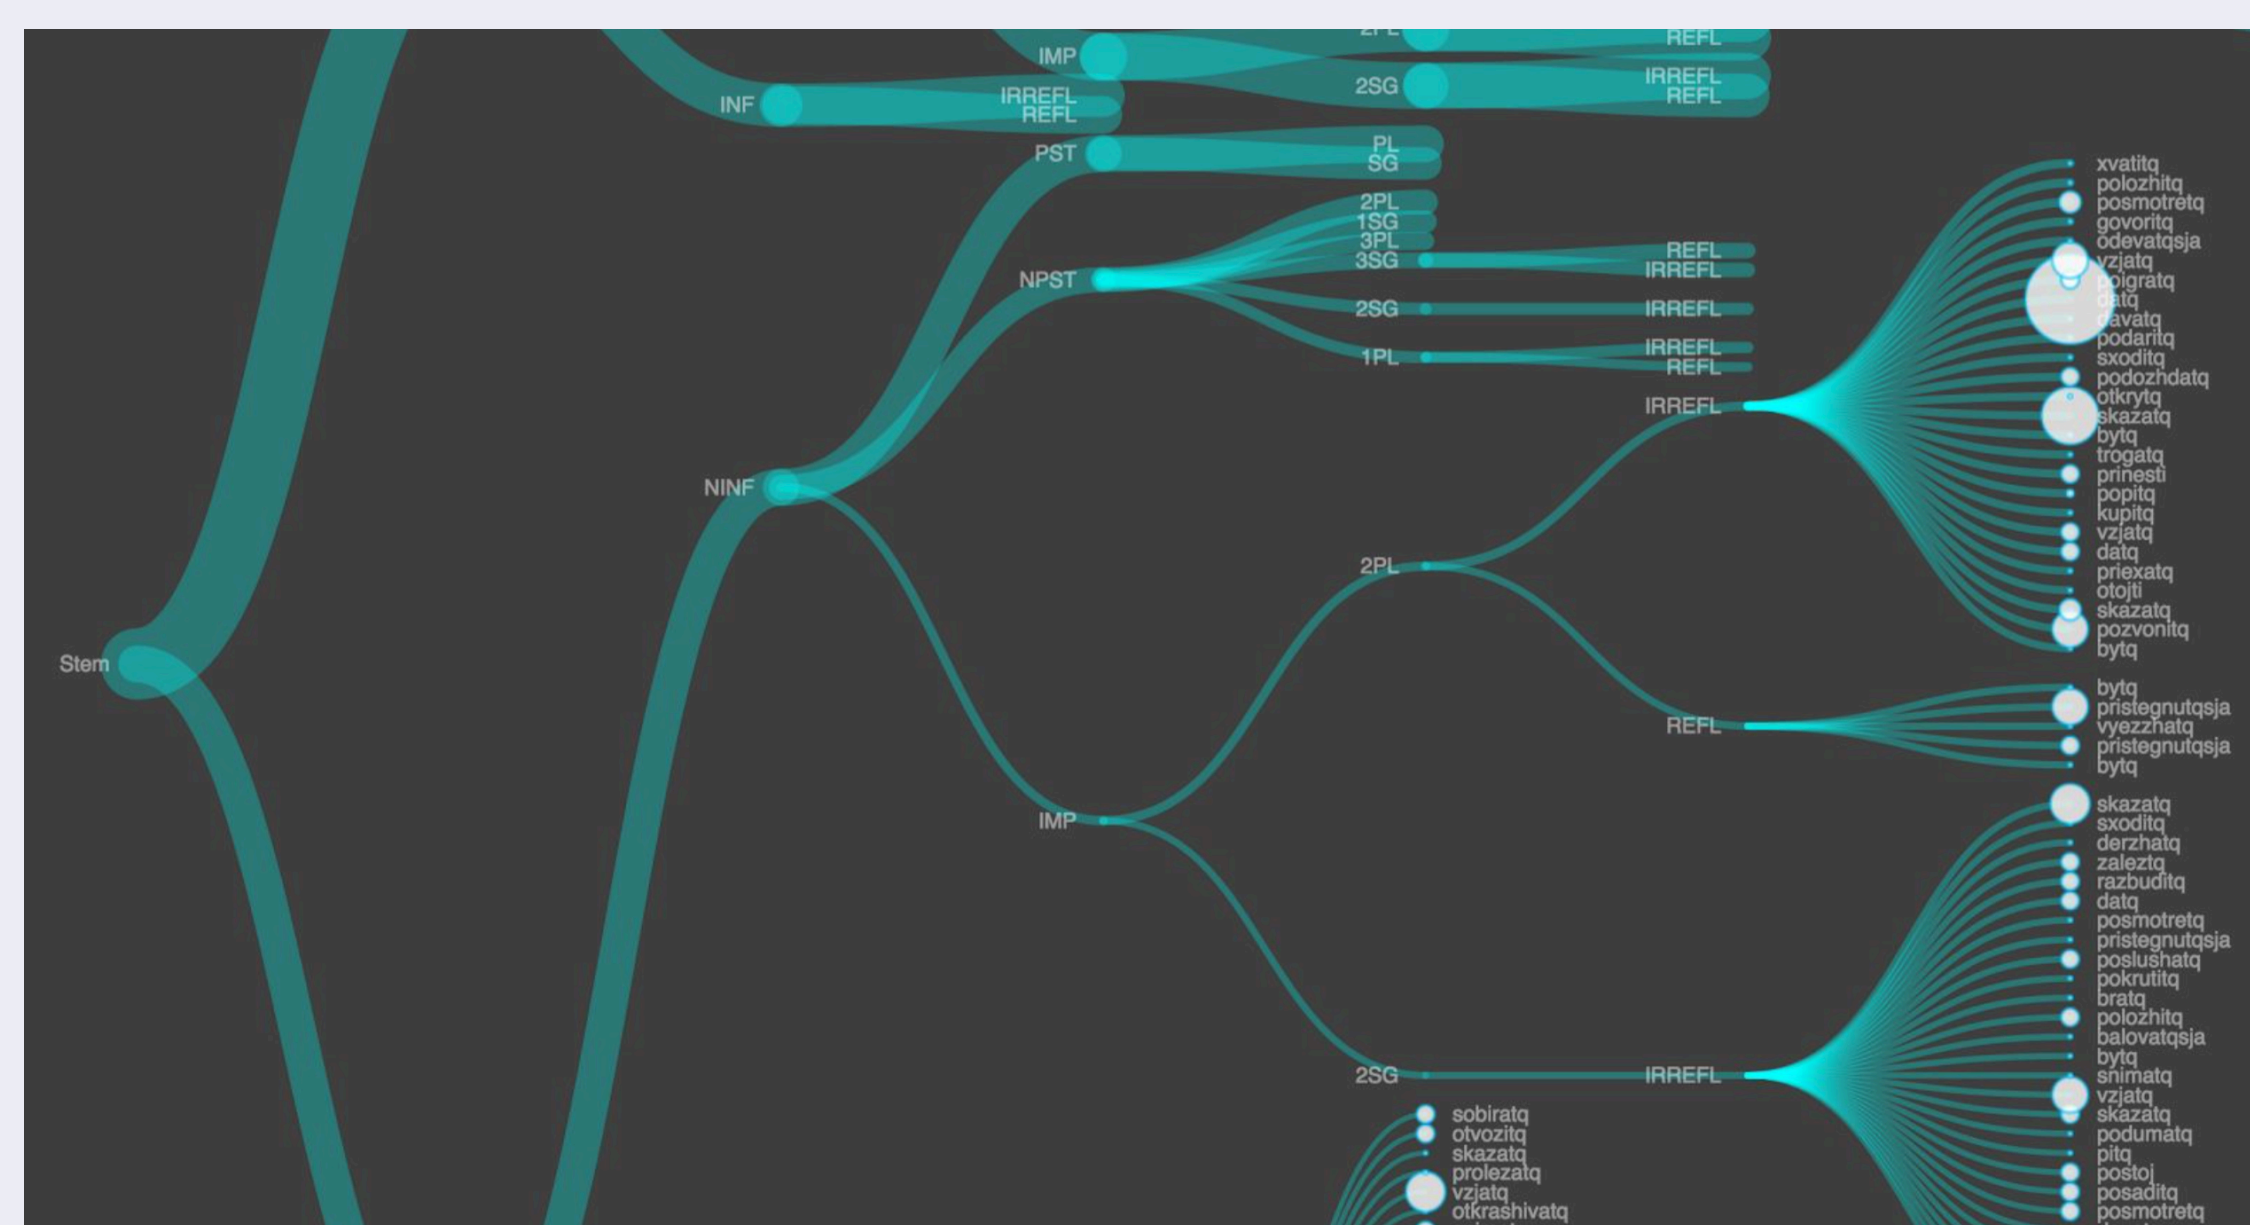 Stem
INF
IRREFL
REFL
IMP
2PL
REFL
2SG
IRREFL
REFL
NINF
PST
PL
SG
NPST
2PL
1SG
3PL
3SG
REFL
IRREFL
2SG
IRREFL
1PL
IRREFL
REFL
IMP
2PL
IRREFL
xvatitq
polozhitq
posmotretq
govoritq
odevatqsja
vzjatq
poigratq
datq
davatq
podaritq
sxoditq
podozhdatq
otkrytq
skazatq
bytq
trogatq
prinesti
popitq
kupitq
vzjatq
datq
priexatq
otojti
skazatq
pozvonitq
bytq
REFL
bytq
pristegnutqsja
vyezzhatq
pristegnutqsja
bytq
2SG
IRREFL
skazatq
sxoditq
derzhatq
zaleztq
razbuditq
datq
posmotretq
pristegnutqsja
poslushatq
pokrutitq
bratq
polozhitq
balovatqsja
bytq
snimatq
vzjatq
skazatq
podumatq
pitq
postoj
posaditq
posmotretq
sobiratq
otvozitq
skazatq
prolezatq
vzjatq
otkrashivatq